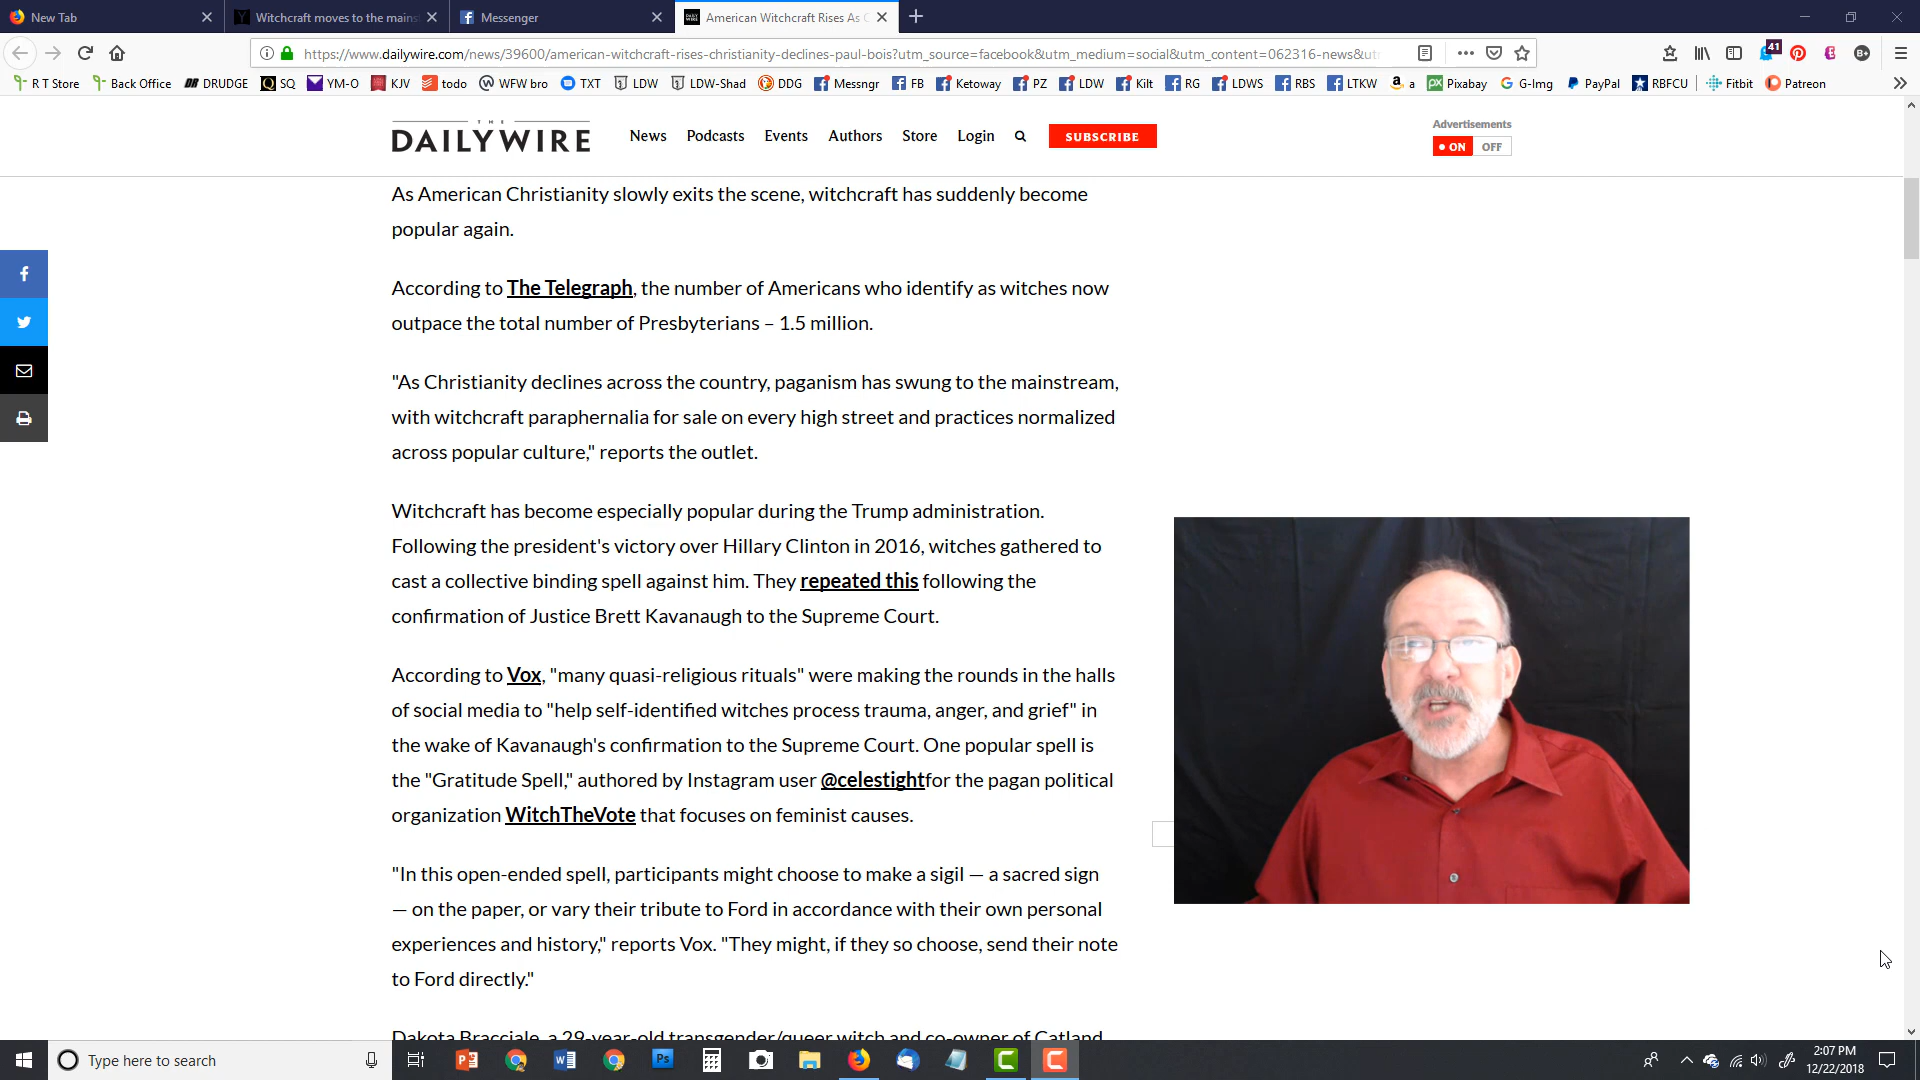 New Tab
Witchcraft moves to the mains
Messenger
American Witchcraft Rises As C
https://www.dailywire.com/news/39600/american-witchcraft-rises-christianity-declines-paul-bois?utm_source=facebook&utm_medium=social&utm_content=062316-news&ut
41
R T Store Back Office DRUDGE SQ YM-O KJV todo WFW bro TXT LDW LDW-Shad DDG Messngr FB Ketoway PZ LDW Kilt RG LDWS RBS LTKW a Pixabay G-Img PayPal RBFCU Fitbit Patreon
THE
DAILYWIRE
News Podcasts Events Authors Store Login SUBSCRIBE
Advertisements
ON OFF
As American Christianity slowly exits the scene, witchcraft has suddenly become
popular again.
According to The Telegraph, the number of Americans who identify as witches now
outpace the total number of Presbyterians – 1.5 million.
"As Christianity declines across the country, paganism has swung to the mainstream,
with witchcraft paraphernalia for sale on every high street and practices normalized
across popular culture," reports the outlet.
Witchcraft has become especially popular during the Trump administration.
Following the president's victory over Hillary Clinton in 2016, witches gathered to
cast a collective binding spell against him. They repeated this following the
confirmation of Justice Brett Kavanaugh to the Supreme Court.
According to Vox, "many quasi-religious rituals" were making the rounds in the halls
of social media to "help self-identified witches process trauma, anger, and grief" in
the wake of Kavanaugh's confirmation to the Supreme Court. One popular spell is
the "Gratitude Spell," authored by Instagram user @celestightfor the pagan political
organization WitchTheVote that focuses on feminist causes.
"In this open-ended spell, participants might choose to make a sigil — a sacred sign
— on the paper, or vary their tribute to Ford in accordance with their own personal
experiences and history," reports Vox. "They might, if they so choose, send their note
to Ford directly."
Dakota Bracciale, a 29-year-old transgender/queer witch and co-owner of Catland
Type here to search
2:07 PM
12/22/2018